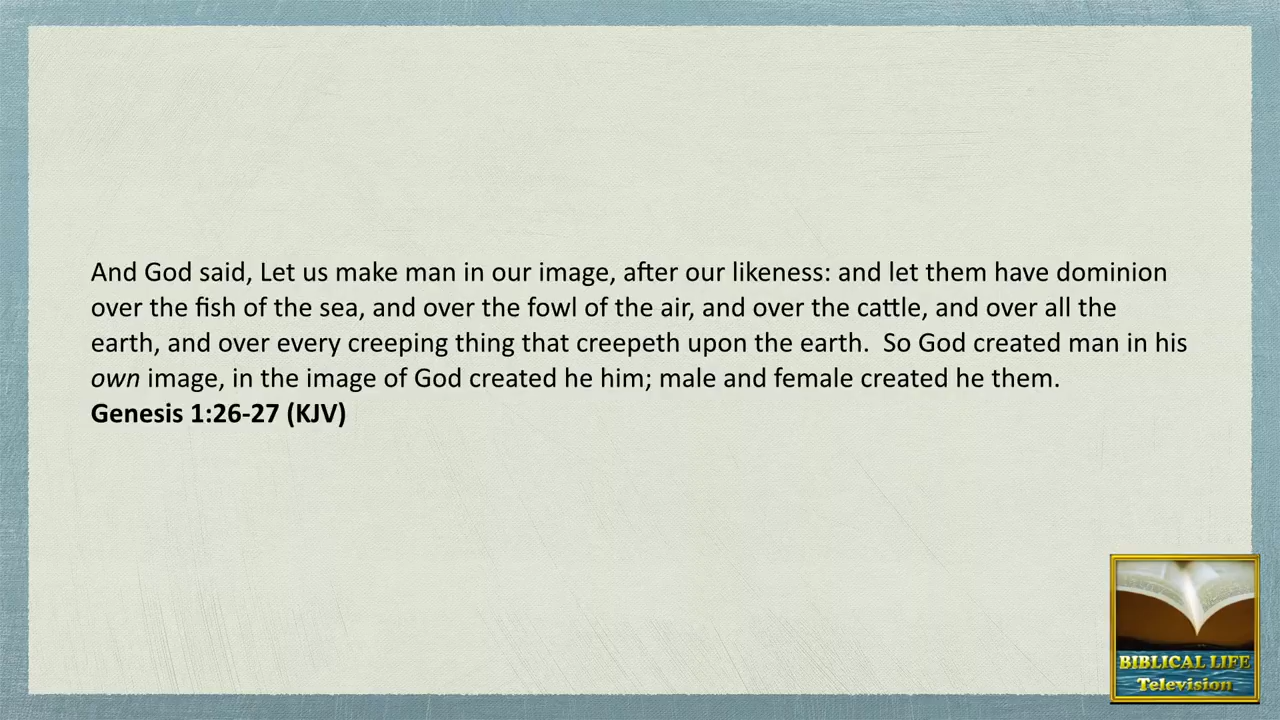 And God said, Let us make man in our image, after our likeness: and let them have dominion
over the fish of the sea, and over the fowl of the air, and over the cattle, and over all the
earth, and over every creeping thing that creepeth upon the earth.  So God created man in his
own image, in the image of God created he him; male and female created he them.
Genesis 1:26-27 (KJV)
BIBLICAL LIFE
Television